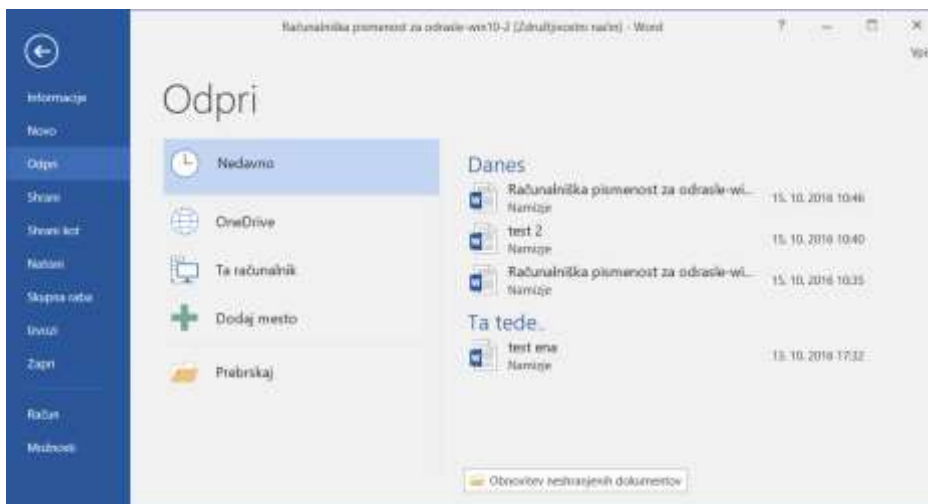 Računalniška pismenost za odrasle-win10-2 [Združljivostni način] - Word
?
Informacije
Novo
Odpri
Shrani
Shrani kot
Natisni
Skupna raba
Izvozi
Zapri
Račun
Možnosti
Odpri
Nedavno
OneDrive
Ta računalnik
Dodaj mesto
Prebrskaj
Danes
Računalniška pismenost za odrasle-wi... 15. 10. 2016 10:46
Namizje
test 2 15. 10. 2016 10:40
Namizje
Računalniška pismenost za odrasle-wi... 15. 10. 2016 10:35
Namizje
Ta tede..
test ena 13. 10. 2016 17:32
Namizje
Obnovitev neshranjenih dokumentov